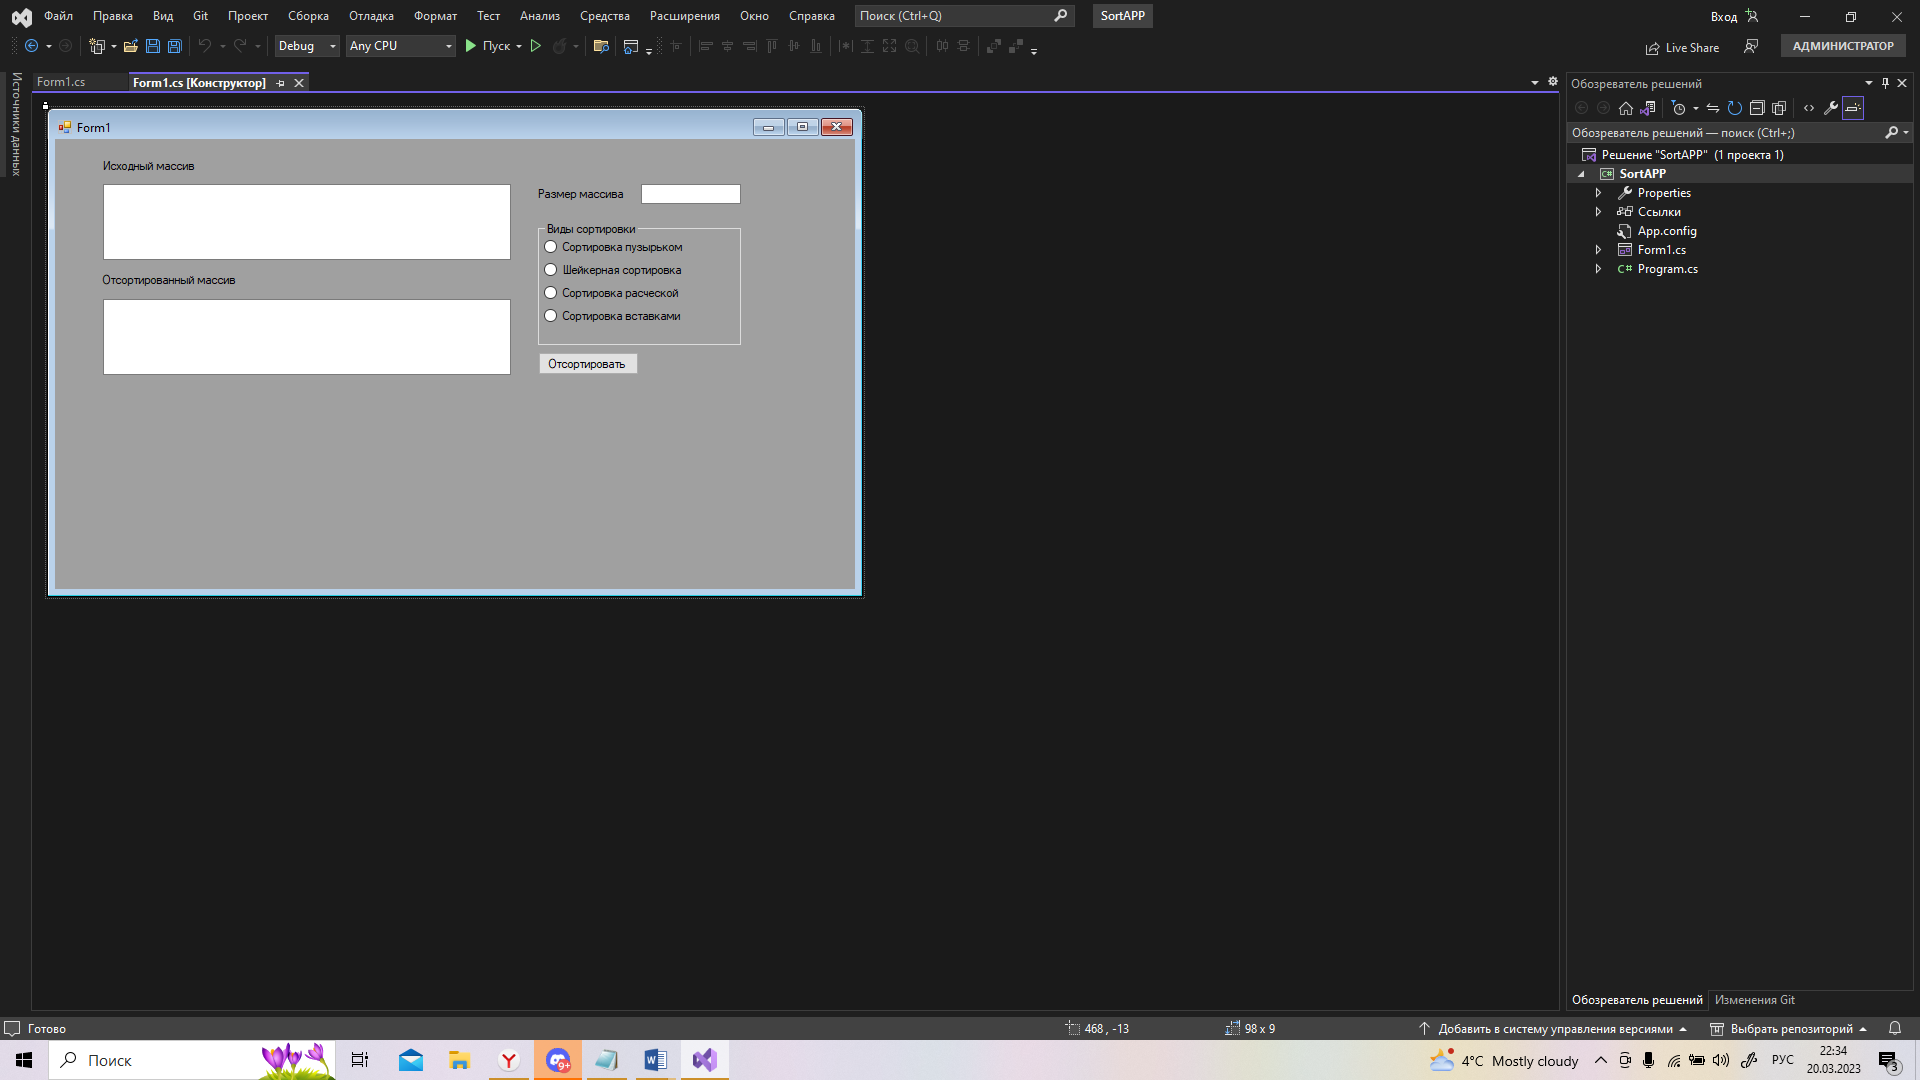 Файл Правка Вид Git Проект Сборка Отладка Формат Тест Анализ Средства Расширения Окно Справка Поиск (Ctrl+Q) SortAPP Вход
Debug Any CPU Пуск Live Share АДМИНИСТРАТОР
Источники данных
Form1.cs Form1.cs [Конструктор]
Form1
Исходный массив
Размер массива
Виды сортировки
Сортировка пузырьком
Шейкерная сортировка
Сортировка расческой
Сортировка вставками
Отсортированный массив
Отсортировать
Обозреватель решений
Обозреватель решений — поиск (Ctrl+;)
Решение "SortAPP" (1 проекта 1)
C# SortAPP
Properties
Ссылки
App.config
Form1.cs
C# Program.cs
Обозреватель решений Изменения Git
Готово 468 , -13 98 x 9 Добавить в систему управления версиями Выбрать репозиторий
Поиск 9+ 4°C Mostly cloudy РУС 22:34
20.03.2023 3